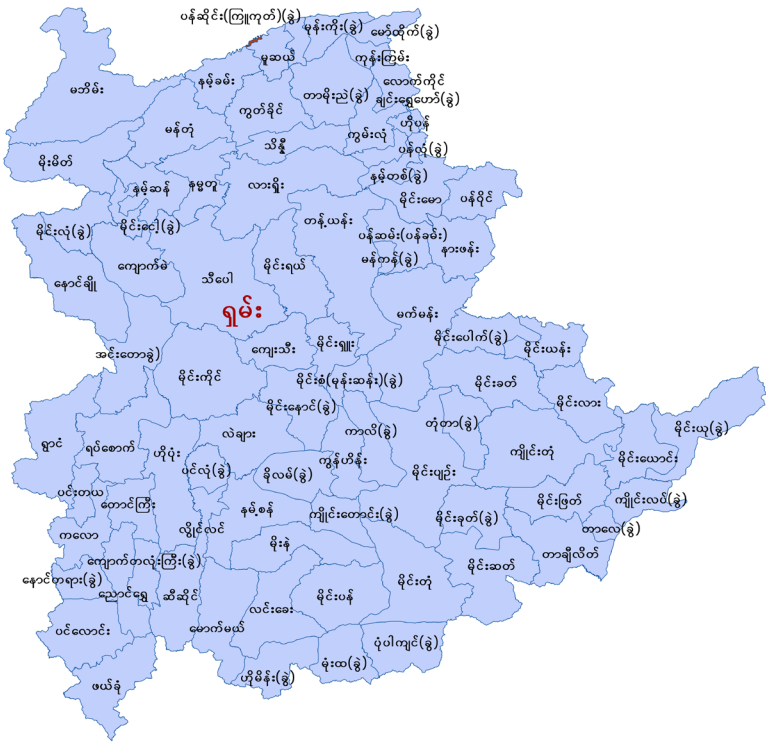 ပန်ဆိုင်း(ကြူကုတ်)(ခွဲ)
မုန်းကိုး(ခွဲ)
မော်ထိုက်(ခွဲ)
မူဆယ်
ကုန်းကြမ်း
မဘိမ်း
နမ့်ခမ်း
လောက်ကိုင်
တာမိုးညဲ(ခွဲ)
ချင်းရွှေဟော်(ခွဲ)
ကွတ်ခိုင်
မန်တုံ
ဟိုပန်
ကွမ်းလုံ
သိန္နီ
ပန်လုံ(ခွဲ)
မိုးမိတ်
နမ့်ဆန်
နမ္မတူ
လားရှိုး
နမ့်တစ်(ခွဲ)
မိုင်းမော
ပန်ဝိုင်
မိုင်းလုံ(ခွဲ)
မိုင်းငေါ့(ခွဲ)
တန့်ယန်း
ပန်ဆမ်း(ပန်ခမ်း)
နားဖန်း
မန်ကန်(ခွဲ)
ကျောက်မဲ
မိုင်းရယ်
နောင်ချို
သီပေါ
ရှမ်း
မက်မန်း
မိုင်းပေါက်(ခွဲ)
မိုင်းယန်း
အင်းတောခွဲ)
ကျေးသီး
မိုင်းရှူး
မိုင်းကိုင်
မိုင်းစံ(မုန်းဆန်း)(ခွဲ)
မိုင်းခတ်
မိုင်းနောင်(ခွဲ)
မိုင်းလား
ရွာငံ
ရပ်စောက်
ဟိုပုံး
လဲချား
ကာလိ(ခွဲ)
တုံတာ(ခွဲ)
မိုင်းယု(ခွဲ)
ပင်လုံ(ခွဲ)
ခိုလမ်(ခွဲ)
ကွန်ဟိန်း
မိုင်းပျဉ်း
ကျိုင်းတုံ
မိုင်းယောင်း
ပင်းတယ
တောင်ကြီး
နမ့်စန်
ကျိုင်းတောင်း(ခွဲ)
မိုင်းခုတ်(ခွဲ)
မိုင်းဖြတ်
ကျိုင်းလပ်(ခွဲ)
ကလော
လွိုင်လင်
မိုးနဲ
တာလေ(ခွဲ)
ကျောက်တလုံးကြီး(ခွဲ)
မိုင်းဆတ်
တာချီလိတ်
နောင်တရား(ခွဲ)
ညောင်ရွှေ
ဆီဆိုင်
လင်းခေး
မိုင်းပန်
မိုင်းတုံ
ပင်လောင်း
မောက်မယ်
ပုံပါကျင်(ခွဲ)
မုံးထ(ခွဲ)
ဖယ်ခုံ
ဟိုမိန်း(ခွဲ)